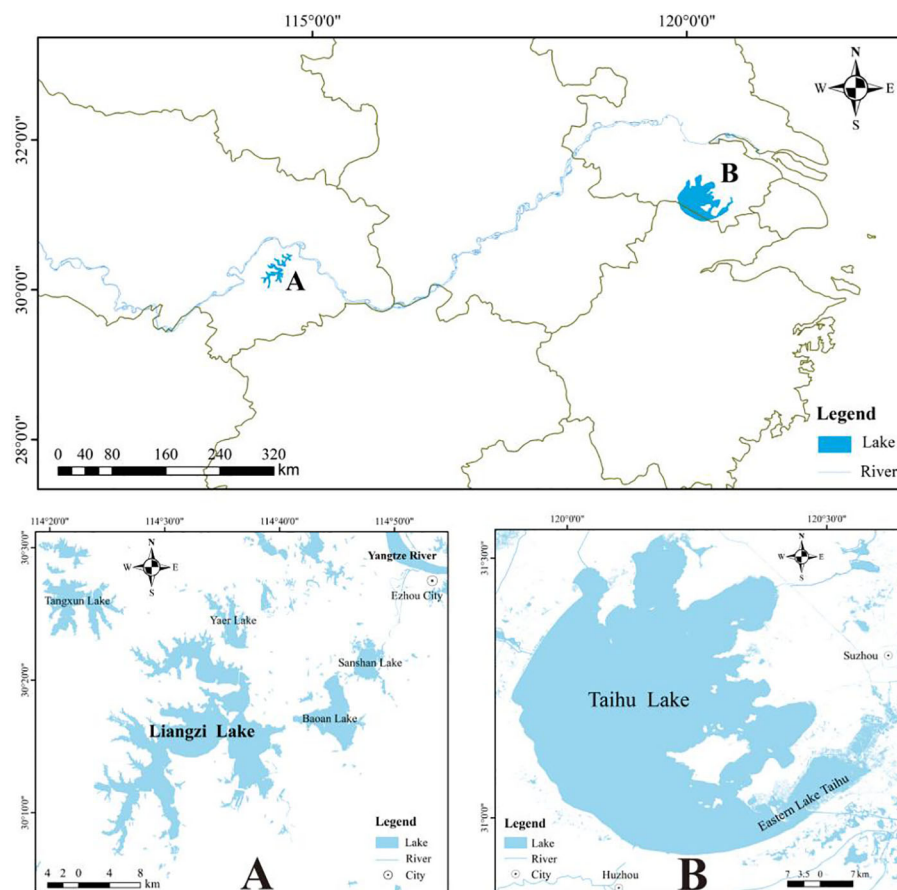 115°0'0" 120°0'0"
N
W E
S
32°0'0"
B
A
30°0'0"
28°0'0"
Legend
Lake
River
0 40 80 160 240 320
km
114°20'0" 114°30'0" 114°40'0" 114°50'0"
30°30'0"
N
W E
S
Yangtze River
Ezhou City
Tangxun Lake
Yaer Lake
Sanshan Lake
30°20'0"
Baoan Lake
Liangzi Lake
30°10'0"
Legend
Lake
River
City
4 2 0 4 8
km
A
120°0'0" 120°30'0"
31°30'0"
N
W E
S
Suzhou
Taihu Lake
Eastern Lake Taihu
31°0'0"
Legend
Lake
River
City
Huzhou
B
7 3.5 0 7 km